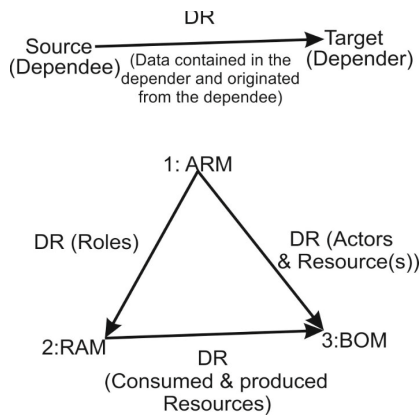 DR
Source
(Dependee)
Target
(Depender)
(Data contained in the
depender and originated
from the dependee)
1: ARM
DR (Roles)
DR (Actors
& Resource(s))
2:RAM
3:BOM
DR
(Consumed & produced
Resources)